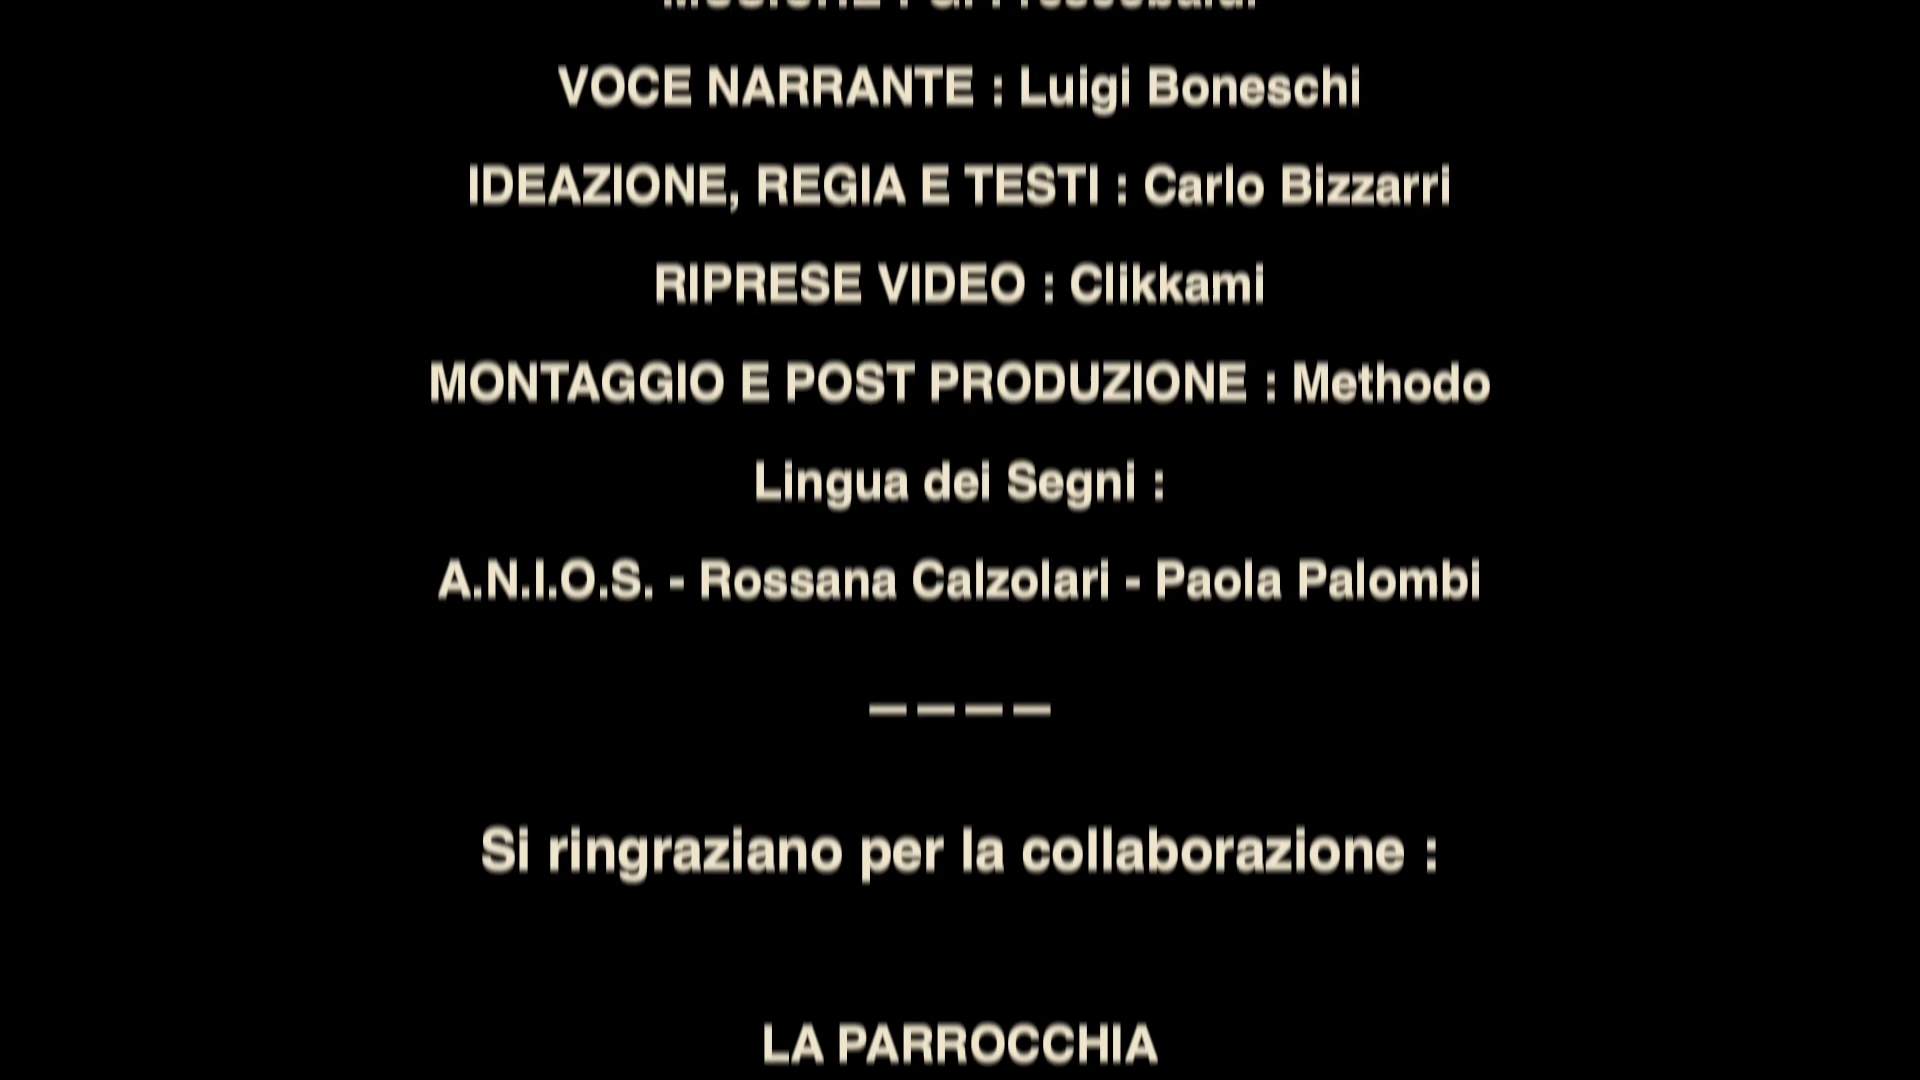 VOCE NARRANTE : Luigi Boneschi
IDEAZIONE, REGIA E TESTI : Carlo Bizzarri
RIPRESE VIDEO : Clikkami
MONTAGGIO E POST PRODUZIONE : Methodo
Lingua dei Segni :
A.N.I.O.S. - Rossana Calzolari - Paola Palombi
————
Si ringraziano per la collaborazione :
LA PARROCCHIA